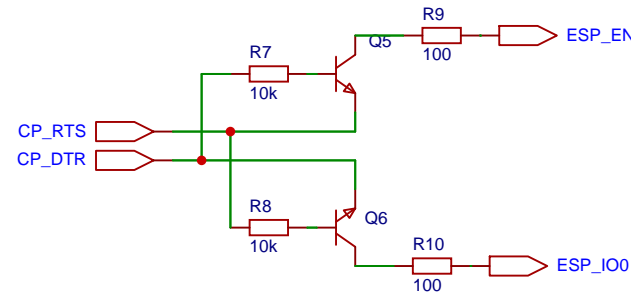 R9
Q5
ESP_EN
100
R7
10k
CP_RTS
CP_DTR
R8
Q6
10k
R10
ESP_IO0
100